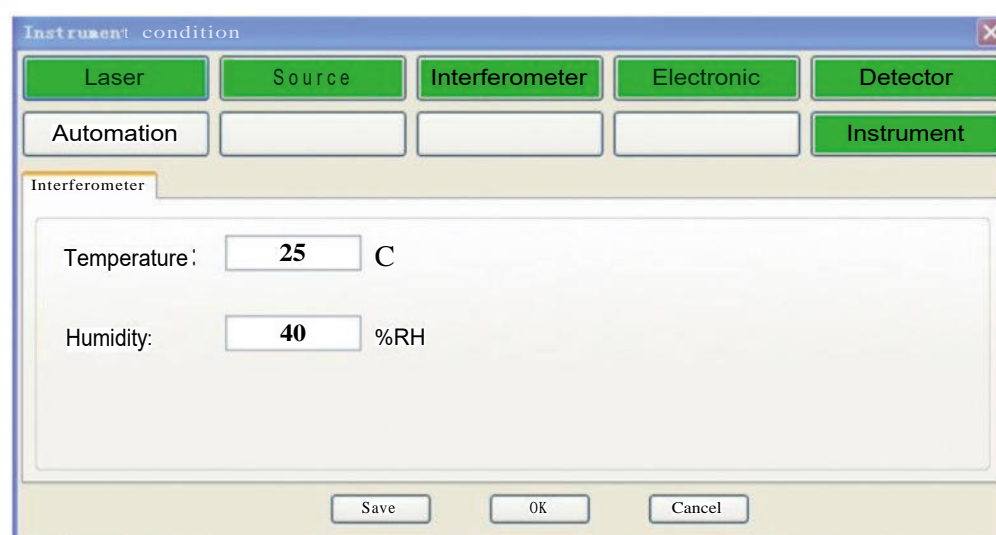 Instrument condition
Laser Source Interferometer Electronic Detector
Automation Instrument
Interferometer
Temperature: 25 C
Humidity: 40 %RH
Save OK Cancel